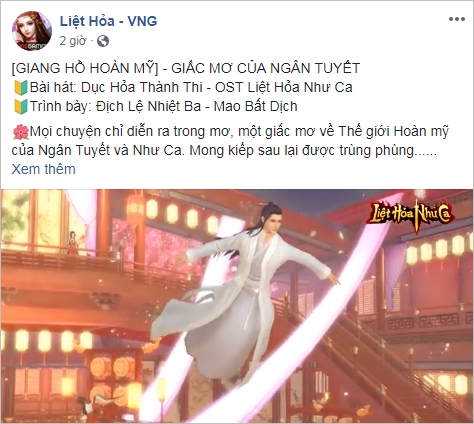 Liệt Hỏa - VNG
2 giờ ·
[GIANG HỒ HOÀN MỸ] - GIẤC MƠ CỦA NGÂN TUYẾT
Bài hát: Dục Hỏa Thành Thi - OST Liệt Hỏa Như Ca
Trình bày: Địch Lệ Nhiệt Ba - Mao Bất Dịch
Mọi chuyện chỉ diễn ra trong mơ, một giấc mơ về Thế giới Hoàn mỹ
của Ngân Tuyết và Như Ca. Mong kiếp sau lại được trùng phùng......
Xem thêm
Liệt Hỏa Như Ca